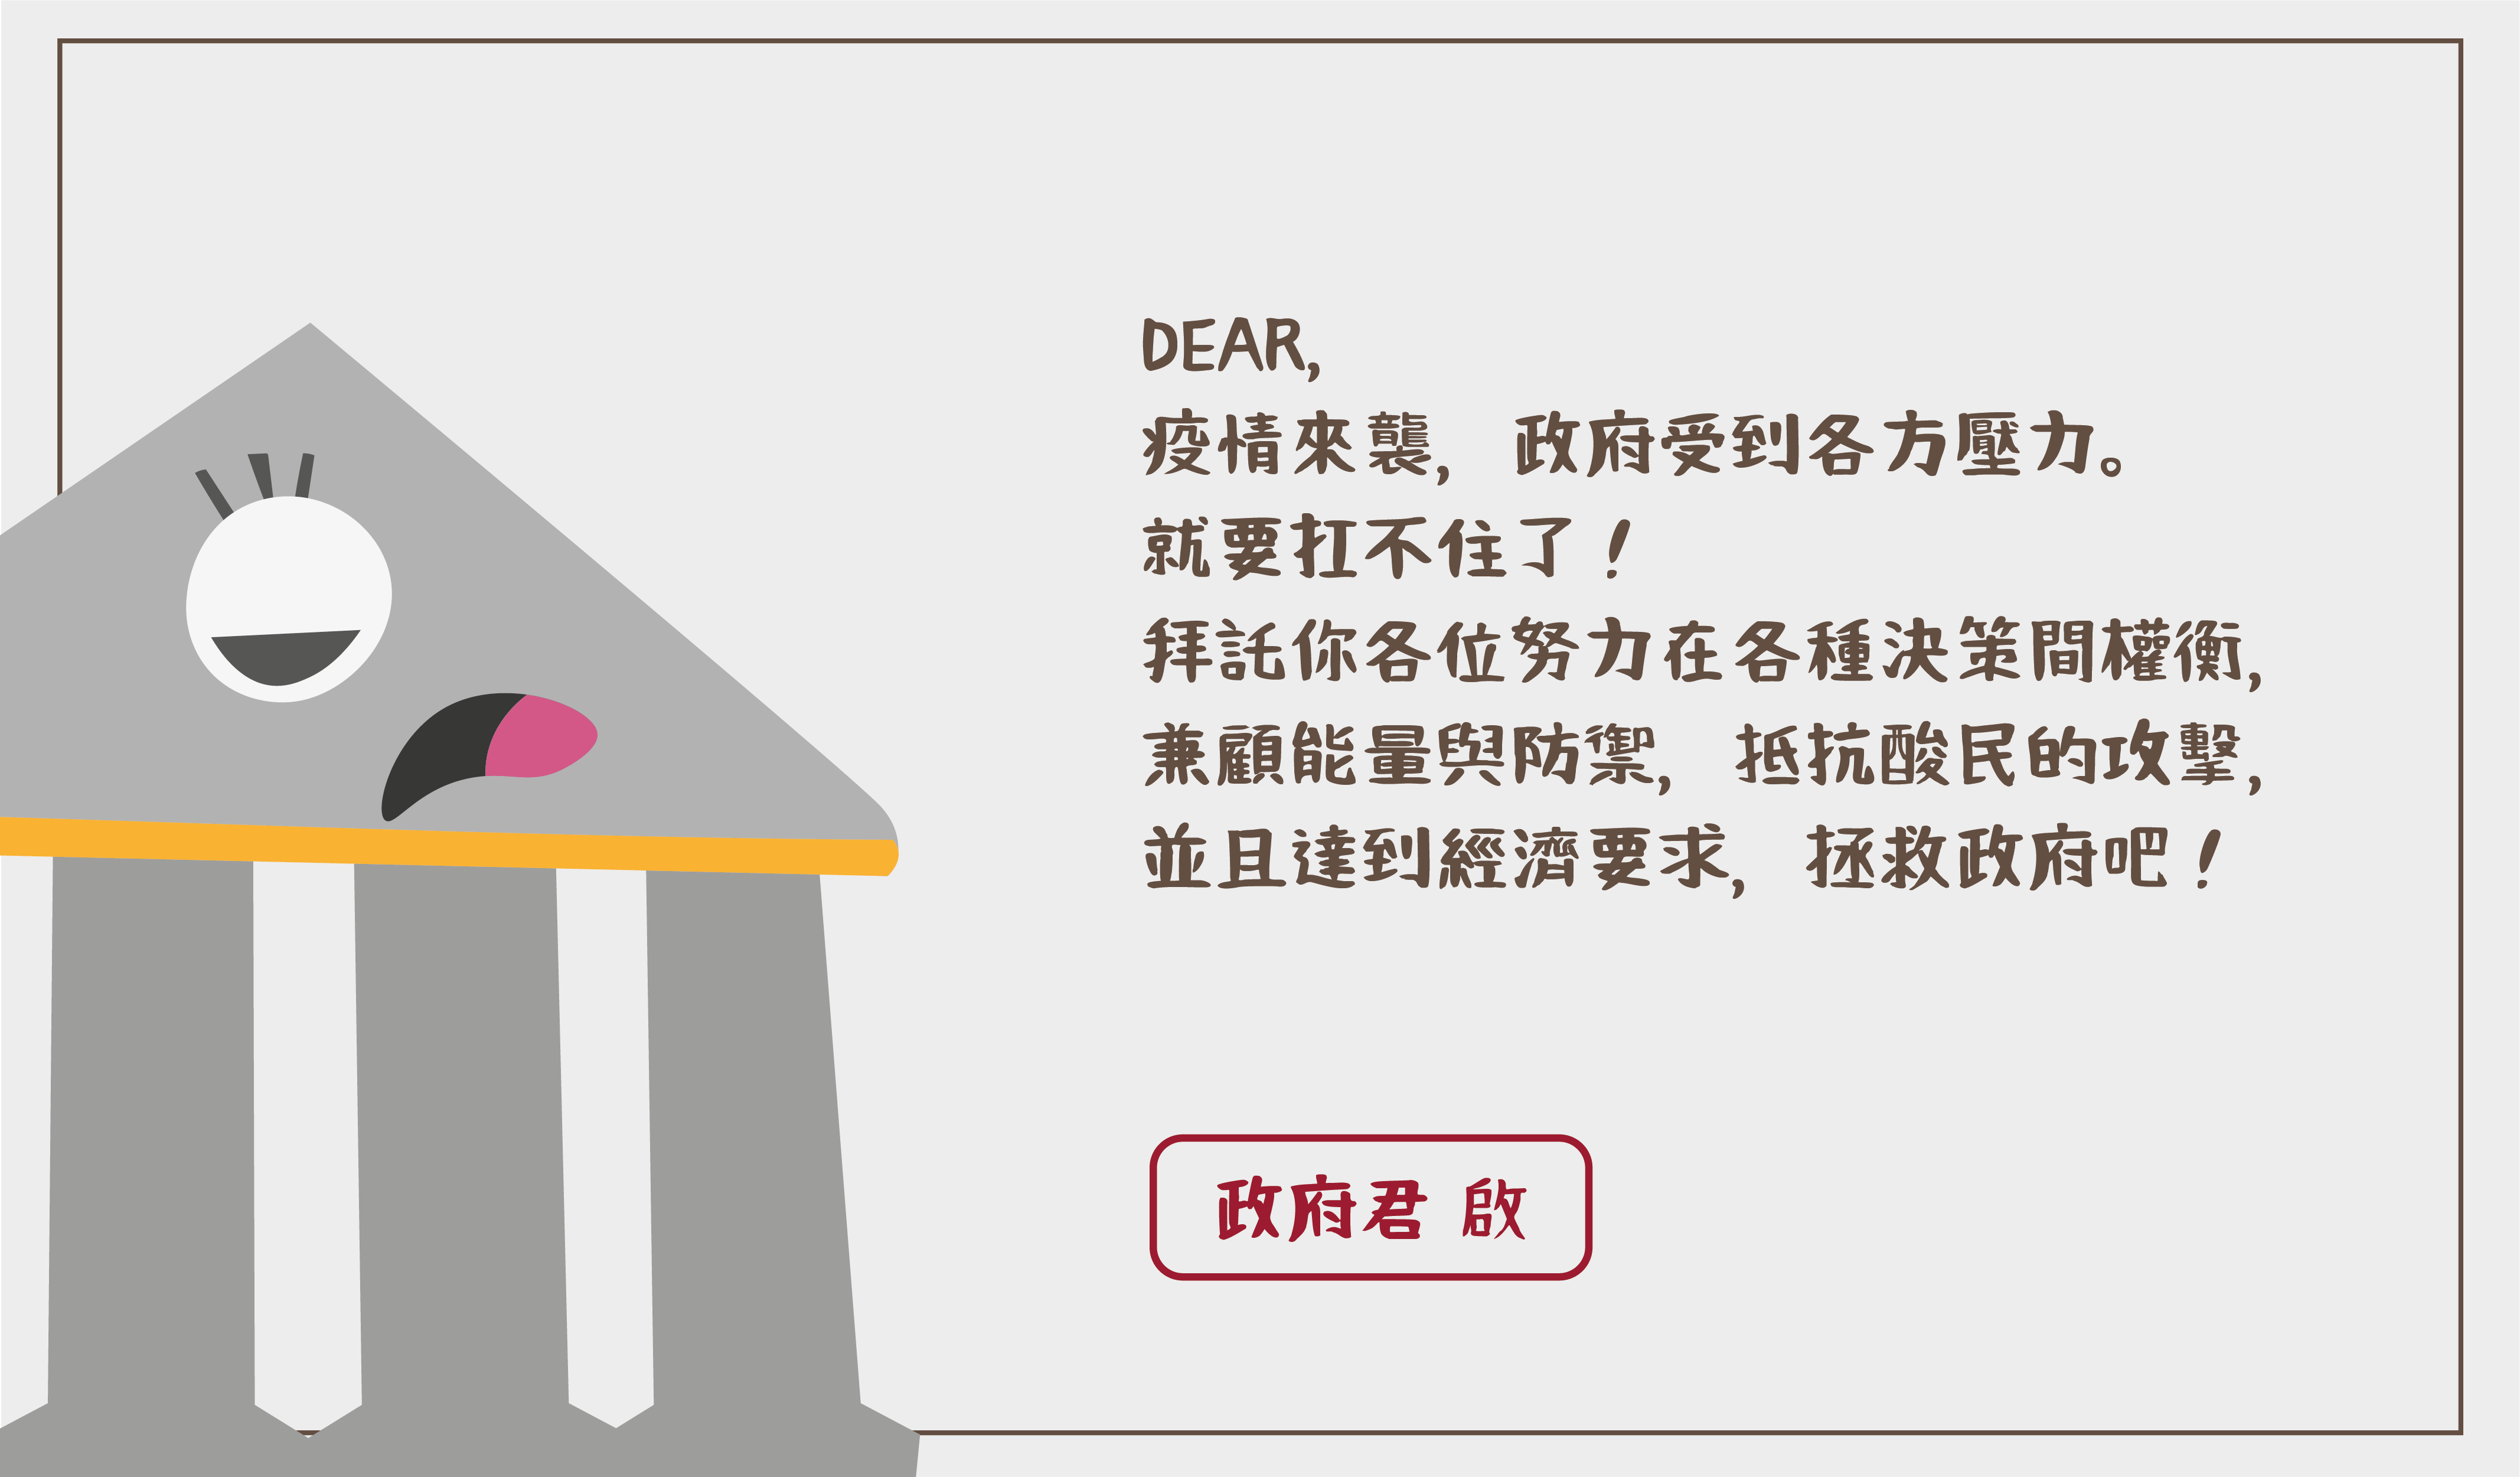 DEAR,
疫情來襲，政府受到各方壓力。
就要扛不住了！
拜託你各位努力在各種決策間權衡，
兼顧能量與防禦，抵抗酸民的攻擊，
並且達到經濟要求，拯救政府吧！
政府君 啟